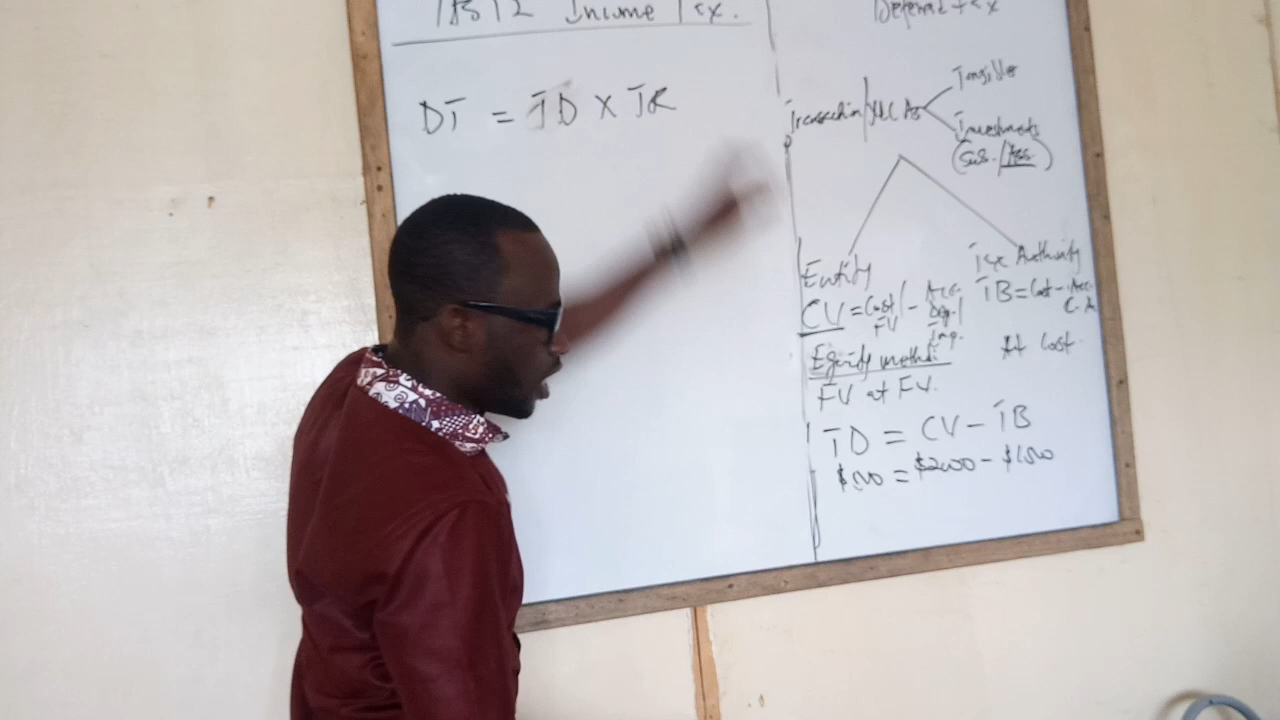 IAS 12 Income Tax.
DT = TD X TR
Deferred tax
Transaction/NCAs
Tangibles
Investments
(Sub./Ass.)
Entity
CV = Cost/FV - Acc. Dep./Imp.
Equity method
FV at FV.
Tax Authority
TB = Cost - Acc. C.A
At cost.
TD = CV - TB
$500 = $2000 - $1500